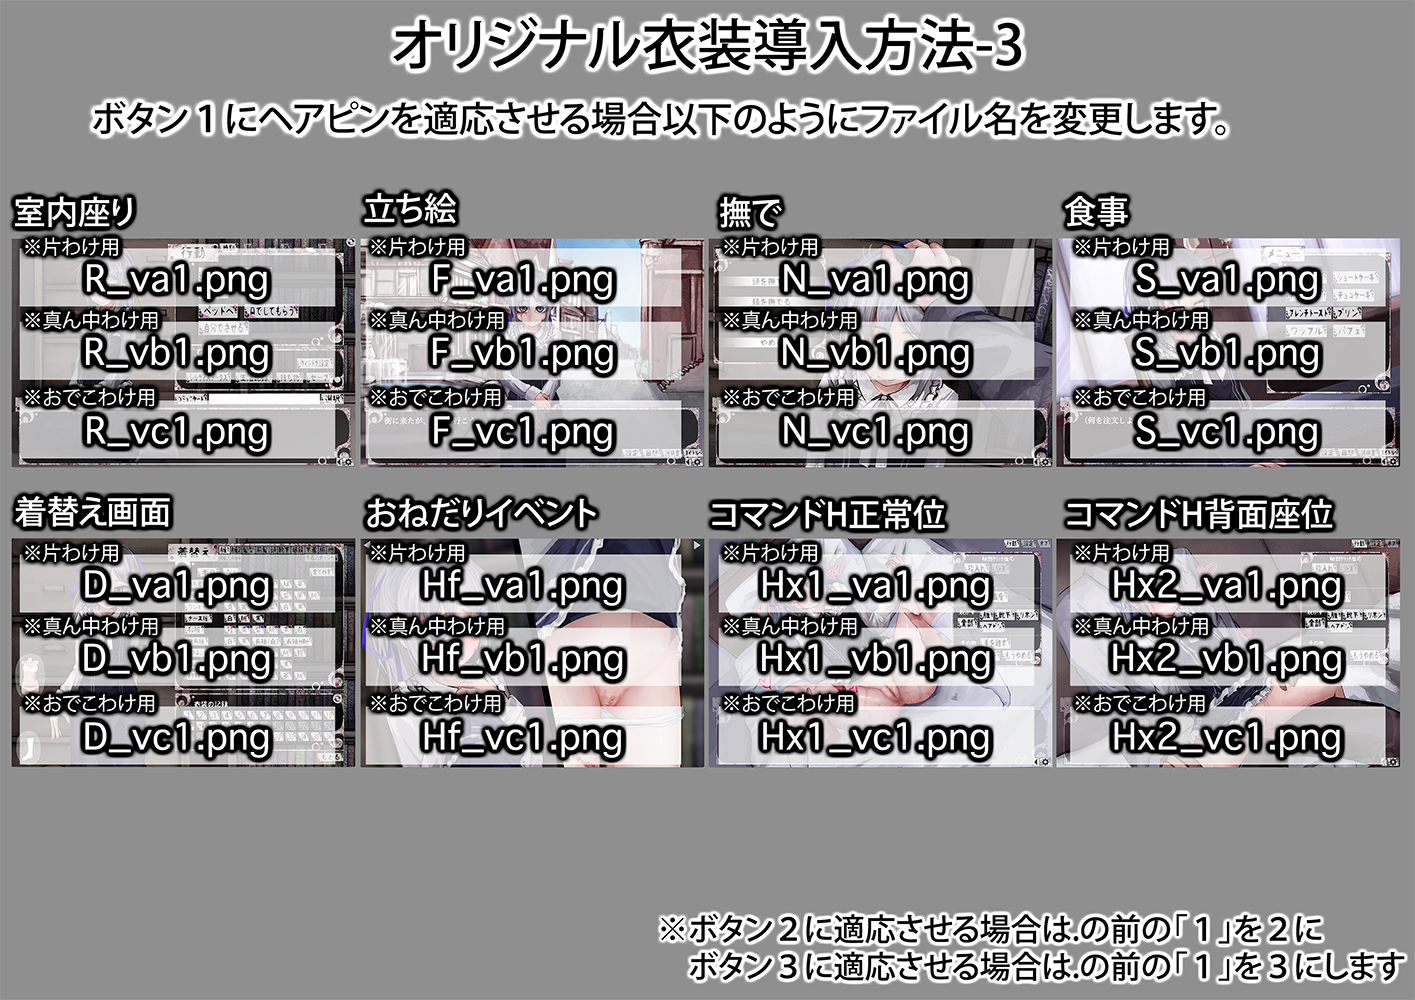 オリジナル衣装導入方法-3
ボタン１にヘアピンを適応させる場合以下のようにファイル名を変更します。
室内座り
※片わけ用
R_va1.png
※真ん中わけ用
R_vb1.png
※おでこわけ用
R_vc1.png
立ち絵
※片わけ用
F_va1.png
※真ん中わけ用
F_vb1.png
※おでこわけ用
F_vc1.png
撫で
※片わけ用
N_va1.png
※真ん中わけ用
N_vb1.png
※おでこわけ用
N_vc1.png
食事
※片わけ用
S_va1.png
※真ん中わけ用
S_vb1.png
※おでこわけ用
S_vc1.png
着替え画面
※片わけ用
D_va1.png
※真ん中わけ用
D_vb1.png
※おでこわけ用
D_vc1.png
おねだりイベント
※片わけ用
Hf_va1.png
※真ん中わけ用
Hf_vb1.png
※おでこわけ用
Hf_vc1.png
コマンドH正常位
※片わけ用
Hx1_va1.png
※真ん中わけ用
Hx1_vb1.png
※おでこわけ用
Hx1_vc1.png
コマンドH背面座位
※片わけ用
Hx2_va1.png
※真ん中わけ用
Hx2_vb1.png
※おでこわけ用
Hx2_vc1.png
※ボタン２に適応させる場合は.の前の「１」を２に
ボタン３に適応させる場合は.の前の「１」を３にします